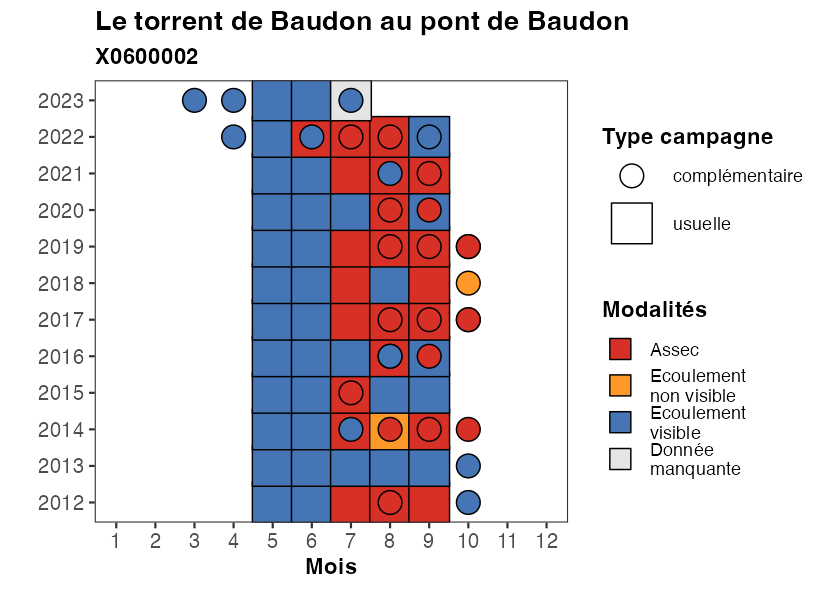 Le torrent de Baudon au pont de Baudon
X0600002
2023
2022
2021
2020
2019
2018
2017
2016
2015
2014
2013
2012
1 2 3 4 5 6 7 8 9 10 11 12
Mois
Type campagne
complémentaire
usuelle
Modalités
Assec
Ecoulement
non visible
Ecoulement
visible
Donnée
manquante